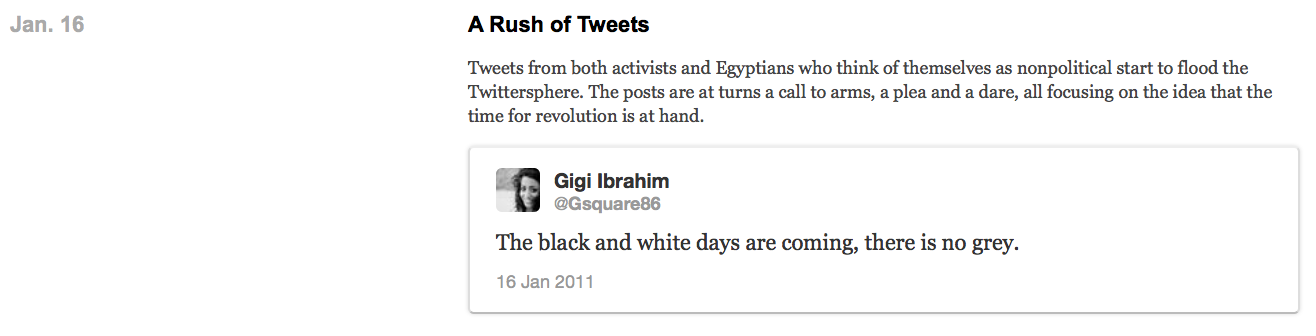 Jan. 16
A Rush of Tweets
Tweets from both activists and Egyptians who think of themselves as nonpolitical start to flood the
Twittersphere. The posts are at turns a call to arms, a plea and a dare, all focusing on the idea that the
time for revolution is at hand.
Gigi Ibrahim
@Gsquare86
The black and white days are coming, there is no grey.
16 Jan 2011